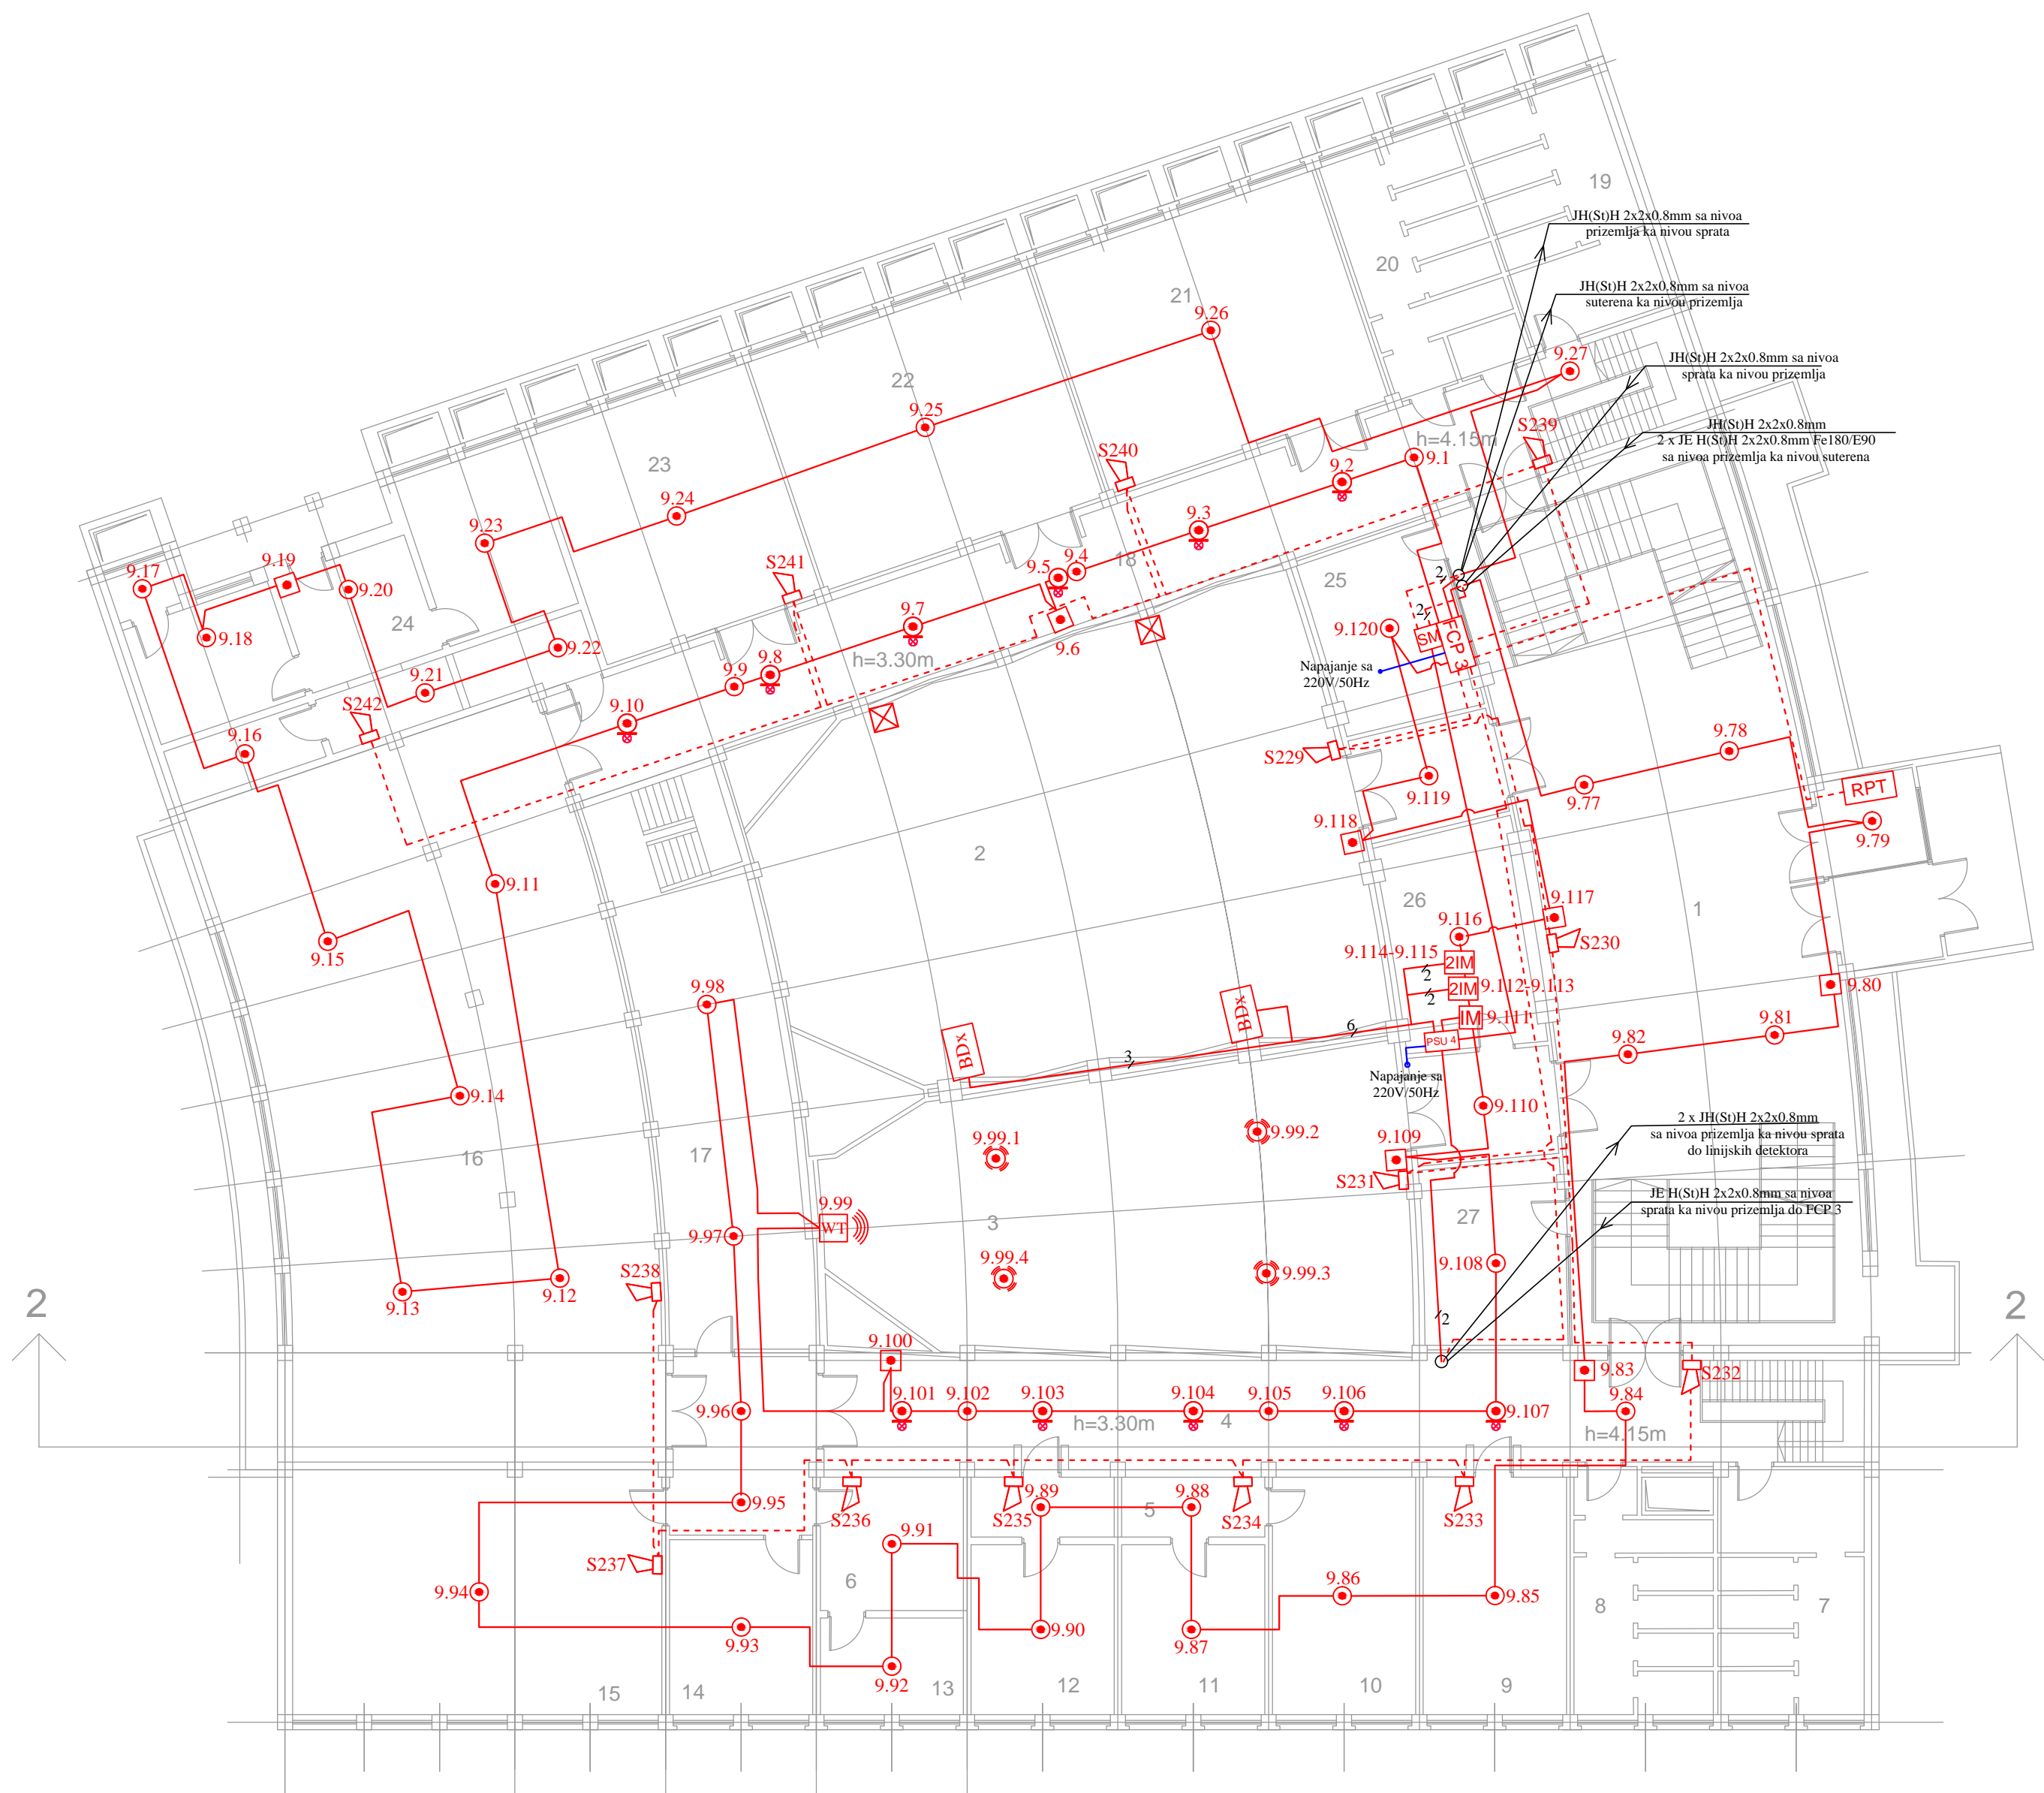 19
JH(St)H 2x2x0.8mm sa nivoa
prizemlja ka nivou sprata
20
JH(St)H 2x2x0.8mm sa nivoa
suterena ka nivou prizemlja
21
9.26
JH(St)H 2x2x0.8mm sa nivoa
sprata ka nivou prizemlja
9.27
22
9.25
JH(St)H 2x2x0.8mm
2 x JE H(St)H 2x2x0.8mm Fe180/E90
sa nivoa prizemlja ka nivou suterena
S239
h=4.15m
9.1
S240
23
9.2
9.24
9.3
9.23
9.17
9.19
S241
9.5
9.4
18
25
2
9.20
24
9.18
9.7
9.6
2
9.120
SM
FCP 3
9.22
h=3.30m
9.8
9.9
Napajanje sa
220V/50Hz
9.21
S242
9.10
9.16
S229
9.78
9.119
9.77
RPT
9.118
9.79
2
9.11
26
1
9.117
9.116
9.15
S230
9.114-9.115
2IM
2
9.98
2IM
9.112-9.113
2
9.80
BDx
IM
9.111
6
PSU 4
9.81
9.82
BDx
3
Napajanje sa
220V/50Hz
9.14
9.110
2 x JH(St)H 2x2x0.8mm
sa nivoa prizemlja ka nivou sprata
do linijskih detektora
9.99.1
9.99.2
9.109
16
17
S231
JE H(St)H 2x2x0.8mm sa nivoa
sprata ka nivou prizemlja do FCP 3
9.99
WT
3
27
9.97
9.99.4
9.99.3
9.108
S238
9.13
9.12
2
2
2
9.100
9.83
S232
9.101
9.102
9.103
9.104
9.105
9.106
9.107
9.84
9.96
h=3.30m
4
h=4.15m
9.95
S236
9.89
S235
9.88
5
S234
S233
9.91
S237
9.94
6
9.86
9.85
8
7
9.93
9.90
9.87
9.92
15
14
13
12
11
10
9